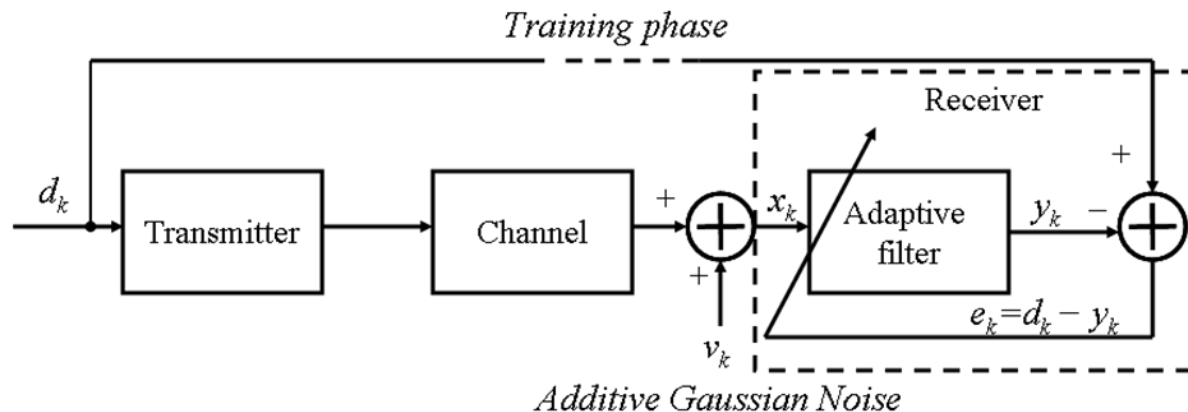 Training phase
Receiver
+
d_k
Transmitter
Channel
+
+
x_k
Adaptive
filter
y_k
−
e_k=d_k − y_k
v_k
Additive Gaussian Noise